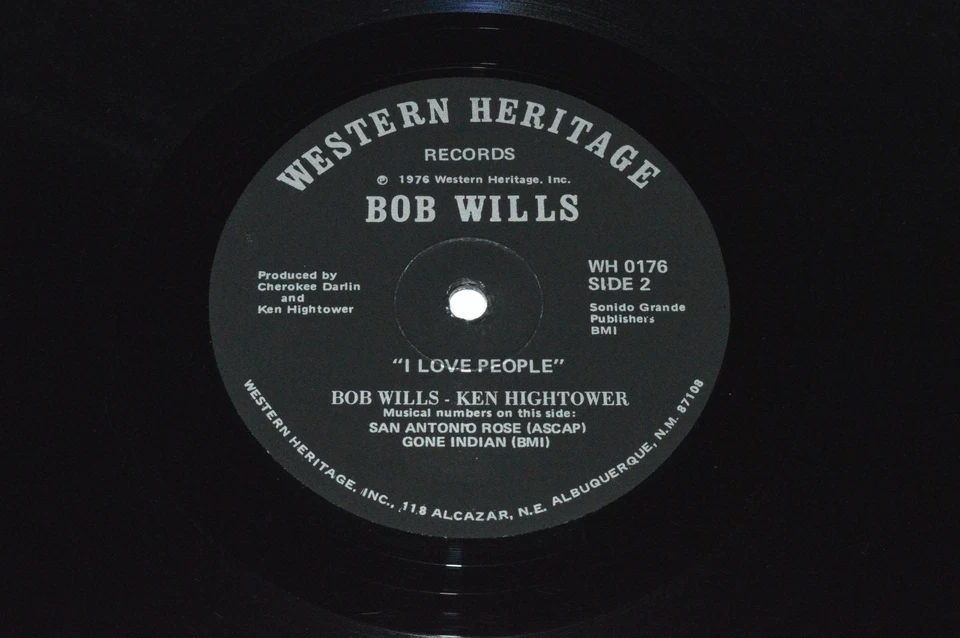 WESTERN HERITAGE
RECORDS
℗ 1976 Western Heritage, Inc.
BOB WILLS
Produced by
Cherokee Darlin
and
Ken Hightower
WH 0176
SIDE 2
Sonido Grande
Publishers
BMI
"I LOVE PEOPLE"
BOB WILLS - KEN HIGHTOWER
Musical numbers on this side:
SAN ANTONIO ROSE (ASCAP)
GONE INDIAN (BMI)
WESTERN HERITAGE, INC., 118 ALCAZAR, N.E. ALBUQUERQUE, N.M. 87108